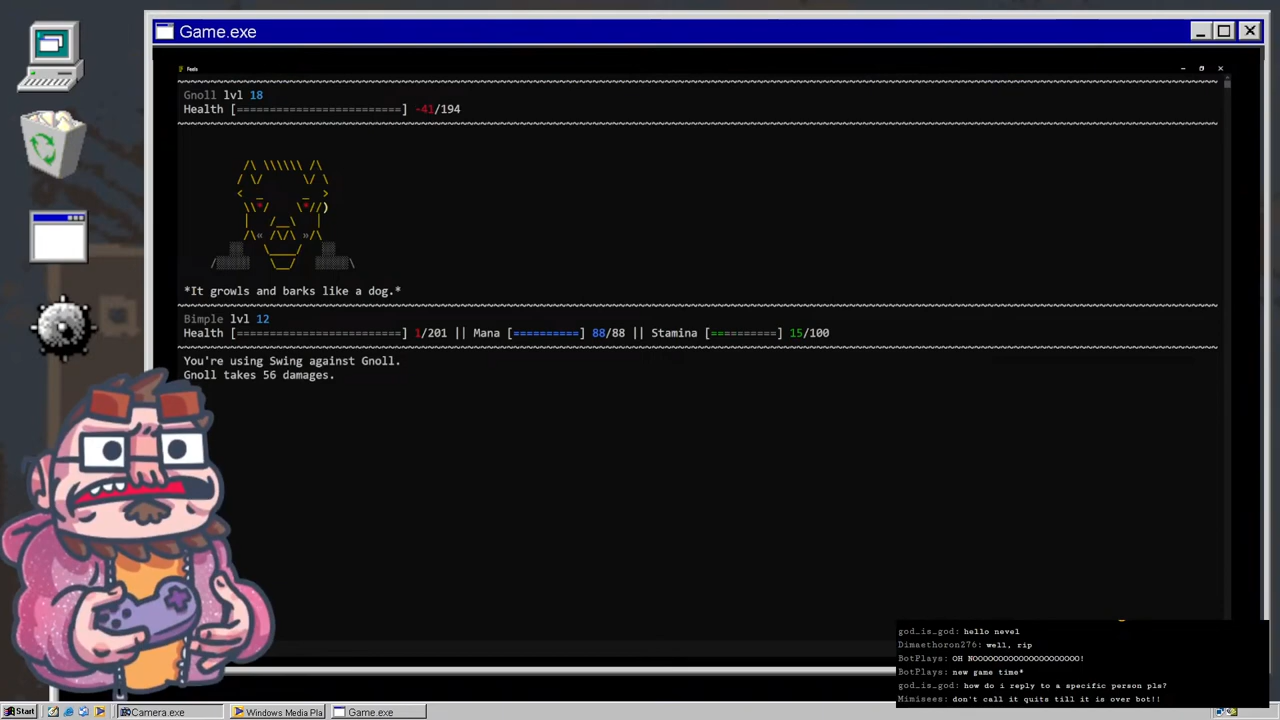 Game.exe
Feels
Gnoll lvl 18
Health [=========================] -41/194
*It growls and barks like a dog.*
Bimple lvl 12
Health [=========================] 1/201 || Mana [==========] 88/88 || Stamina [==========] 15/100
You're using Swing against Gnoll.
Gnoll takes 56 damages.
god_is_god: hello nevel
Dimaethoron276: well, rip
BotPlays: OH NOOOOOOOOOOOOOOOOOOOOO!
BotPlays: new game time*
god_is_god: how do i reply to a specific person pls?
Mimisees: don't call it quits till it is over bot!!
Start
Camera.exe
Windows Media Pla
Game.exe